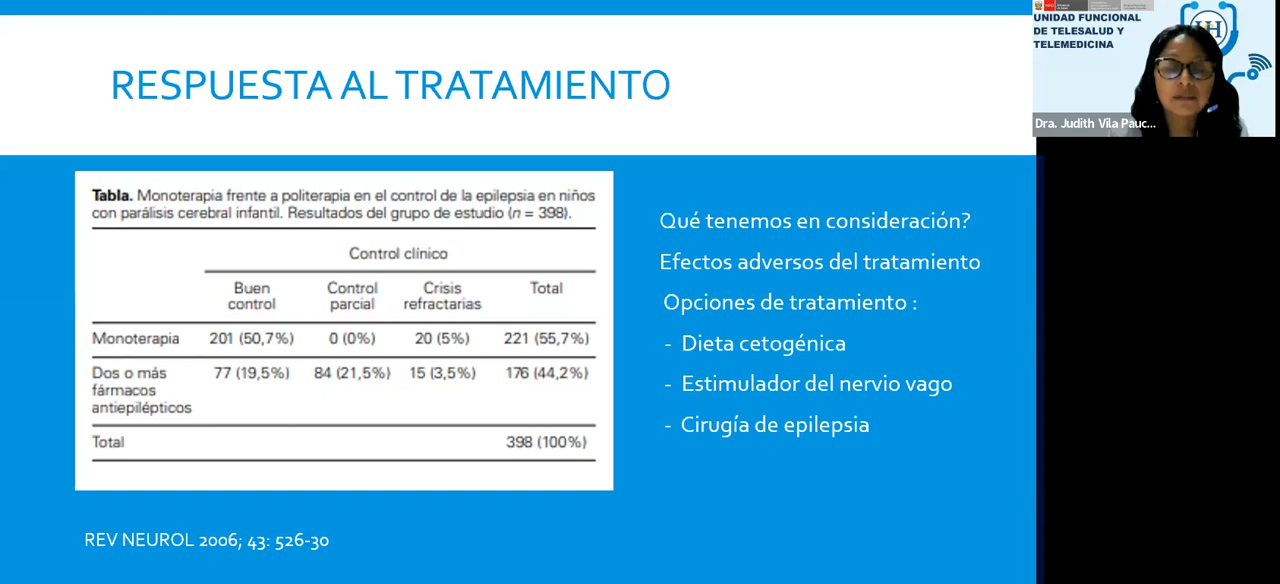 UNIDAD FUNCIONAL
DE TELESALUD Y
TELEMEDICINA
HH
Dra. Judith Vila Pauc...
RESPUESTA AL TRATAMIENTO
Tabla. Monoterapia frente a politerapia en el control de la epilepsia en niños
con parálisis cerebral infantil. Resultados del grupo de estudio (n = 398).
Control clínico
Buen control Control parcial Crisis refractarias Total
Monoterapia 201 (50,7%) 0 (0%) 20 (5%) 221 (55,7%)
Dos o más 77 (19,5%) 84 (21,5%) 15 (3,5%) 176 (44,2%)
fármacos
antiepilépticos
Total 398 (100%)
Qué tenemos en consideración?
Efectos adversos del tratamiento
Opciones de tratamiento :
- Dieta cetogénica
- Estimulador del nervio vago
- Cirugía de epilepsia
REV NEUROL 2006; 43: 526-30